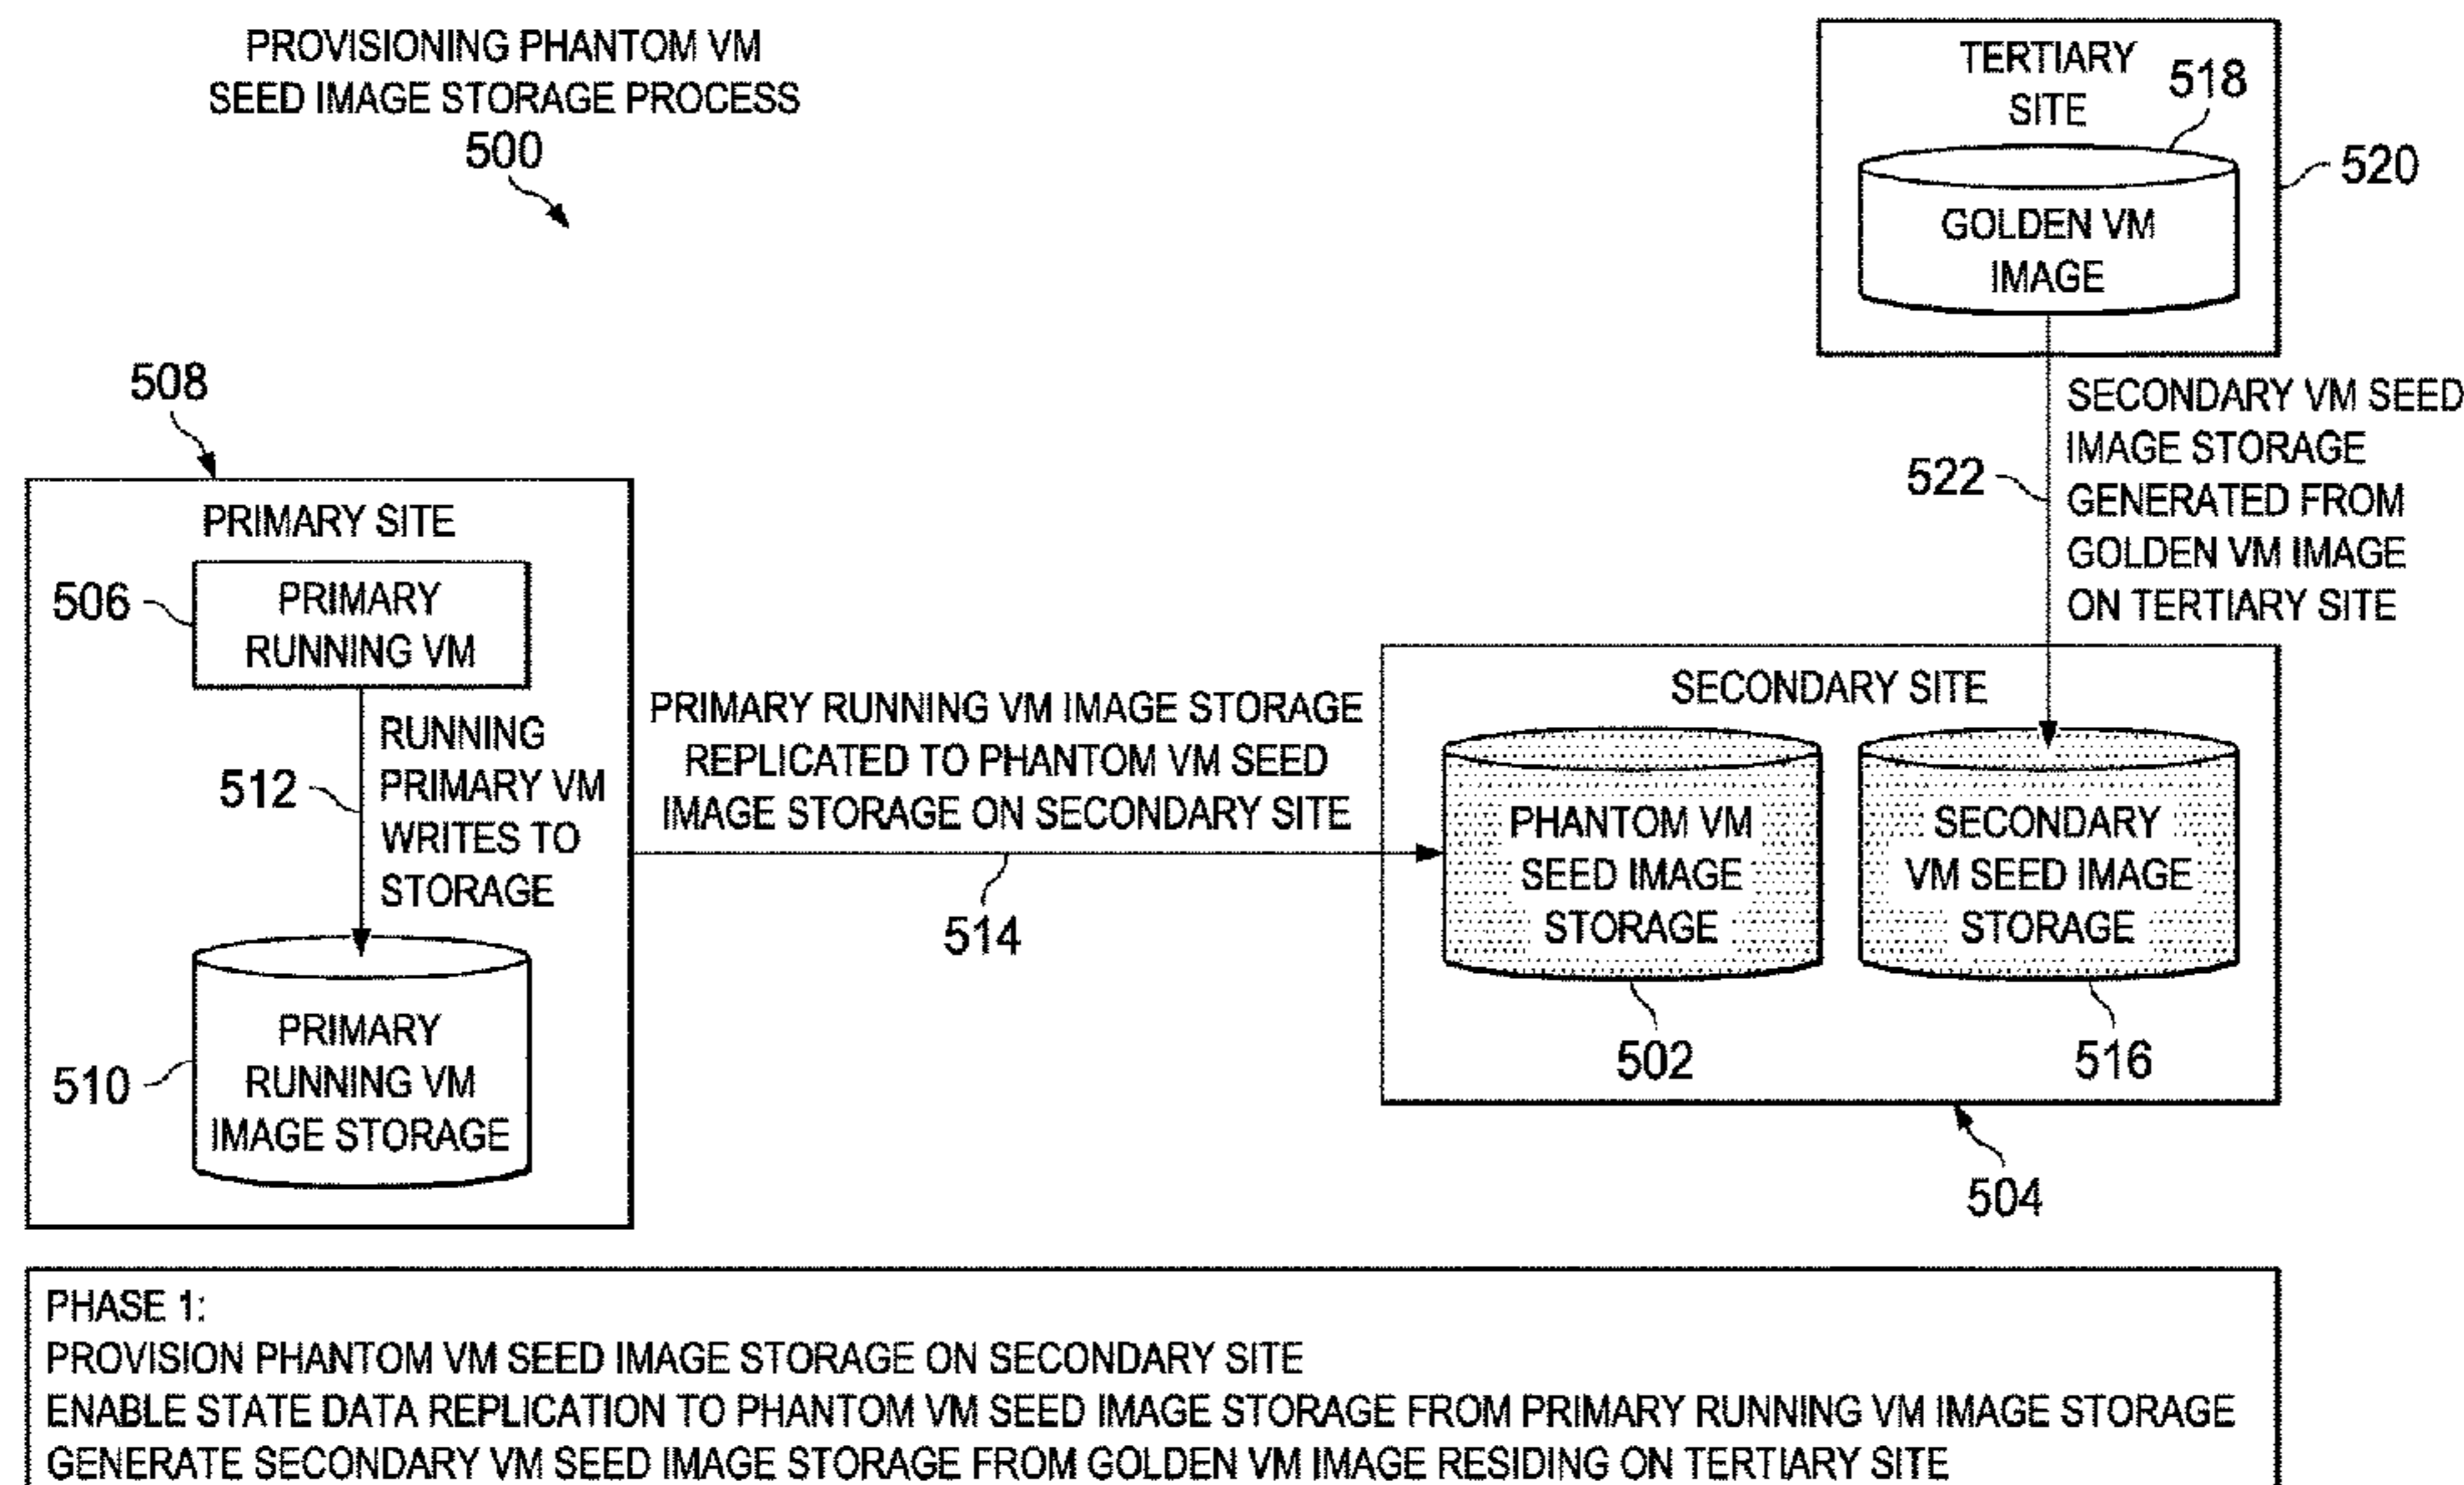 PROVISIONING PHANTOM VM
SEED IMAGE STORAGE PROCESS
500
TERTIARY
SITE
518
520
GOLDEN VM
IMAGE
522
SECONDARY VM SEED
IMAGE STORAGE
GENERATED FROM
GOLDEN VM IMAGE
ON TERTIARY SITE
508
PRIMARY SITE
506
PRIMARY
RUNNING VM
512
RUNNING
PRIMARY VM
WRITES TO
STORAGE
510
PRIMARY
RUNNING VM
IMAGE STORAGE
PRIMARY RUNNING VM IMAGE STORAGE
REPLICATED TO PHANTOM VM SEED
IMAGE STORAGE ON SECONDARY SITE
514
SECONDARY SITE
PHANTOM VM
SEED IMAGE
STORAGE
502
SECONDARY
VM SEED IMAGE
STORAGE
516
504
PHASE 1:
PROVISION PHANTOM VM SEED IMAGE STORAGE ON SECONDARY SITE
ENABLE STATE DATA REPLICATION TO PHANTOM VM SEED IMAGE STORAGE FROM PRIMARY RUNNING VM IMAGE STORAGE
GENERATE SECONDARY VM SEED IMAGE STORAGE FROM GOLDEN VM IMAGE RESIDING ON TERTIARY SITE